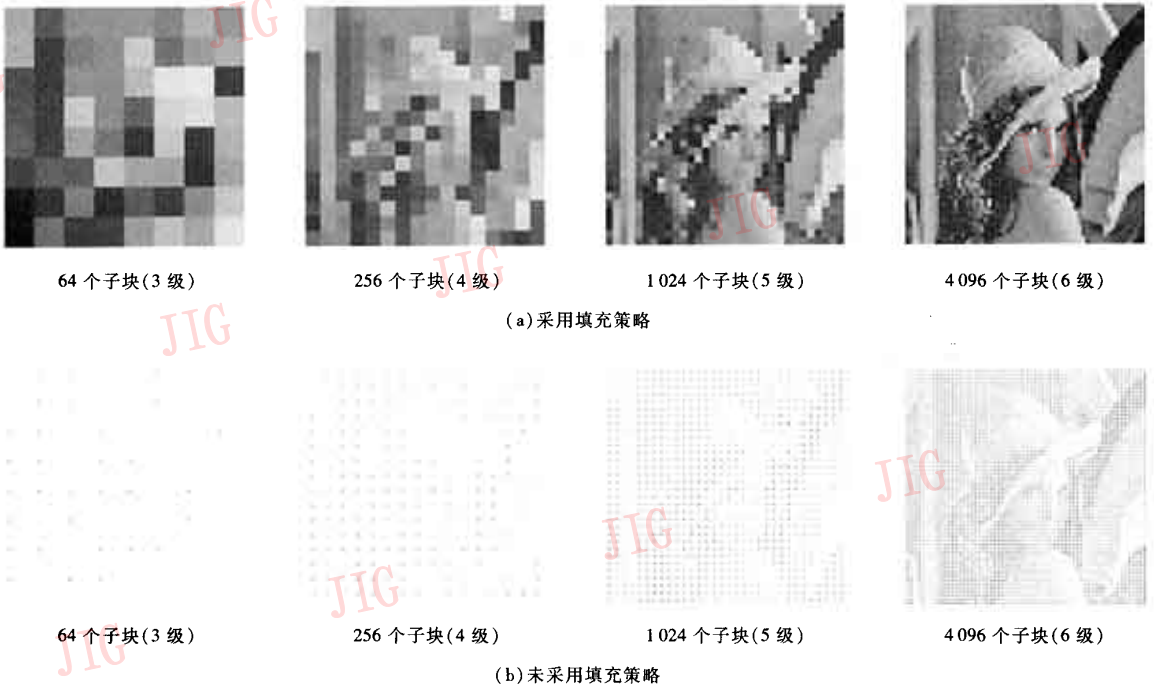 JIG
64 个子块(3 级)
256 个子块(4 级)
1 024 个子块(5 级)
4 096 个子块(6 级)
JIG
JIG
JIG
JIG
(a)采用填充策略
JIG
JIG
JIG
64 个子块(3 级)
256 个子块(4 级)
1 024 个子块(5 级)
4 096 个子块(6 级)
JIG
(b)未采用填充策略